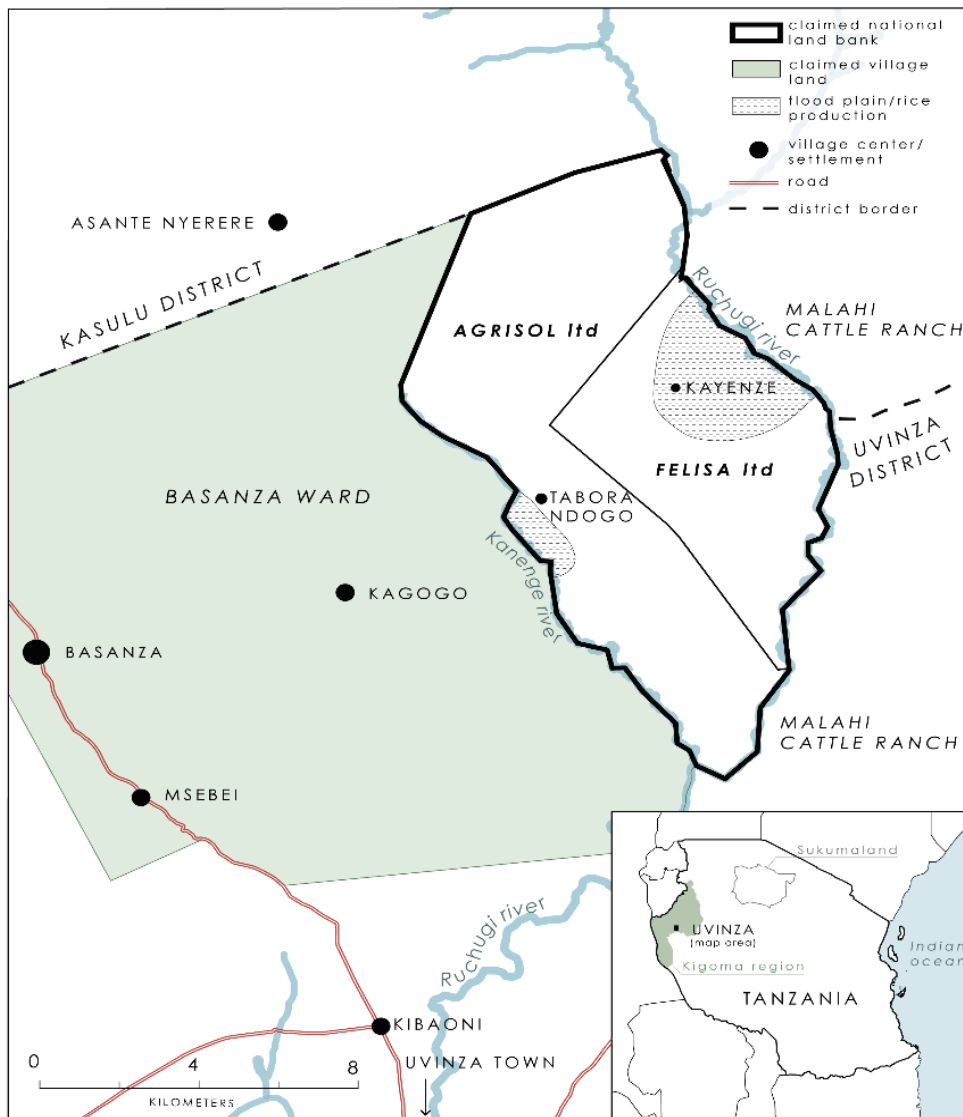 claimed national
land bank
claimed village
land
flood plain/rice
production
village center/
settlement
road
district border
ASANTE NYERERE
KASULU DISTRICT
AGRISOL ltd
Ruchugi river
MALAHI
CATTLE RANCH
KAYENZE
UVINZA
DISTRICT
FELISA ltd
BASANZA WARD
TABORA
NDOGO
Kanenge river
KAGOGO
BASANZA
MALAHI
CATTLE RANCH
MSEBEI
Ruchugi river
KIBAONI
UVINZA TOWN
0
4
8
KILOMETERS
Sukumaland
UVINZA
(map area)
Kigoma region
TANZANIA
Indian
ocean